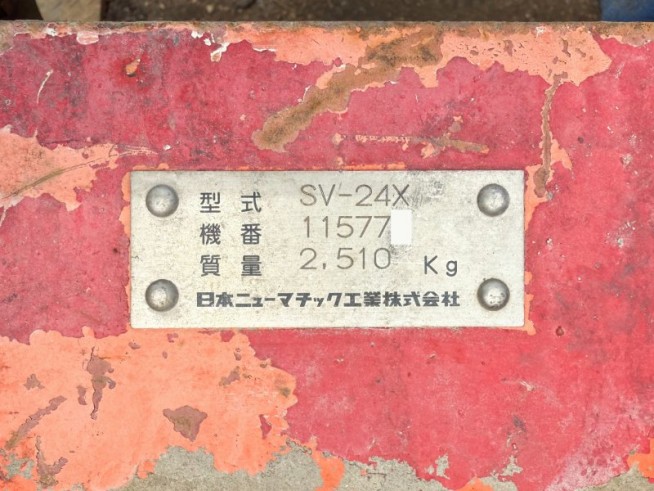 型式 SV-24X
機番 11577
質量 2,510 Kg
日本ニューマチック工業株式会社